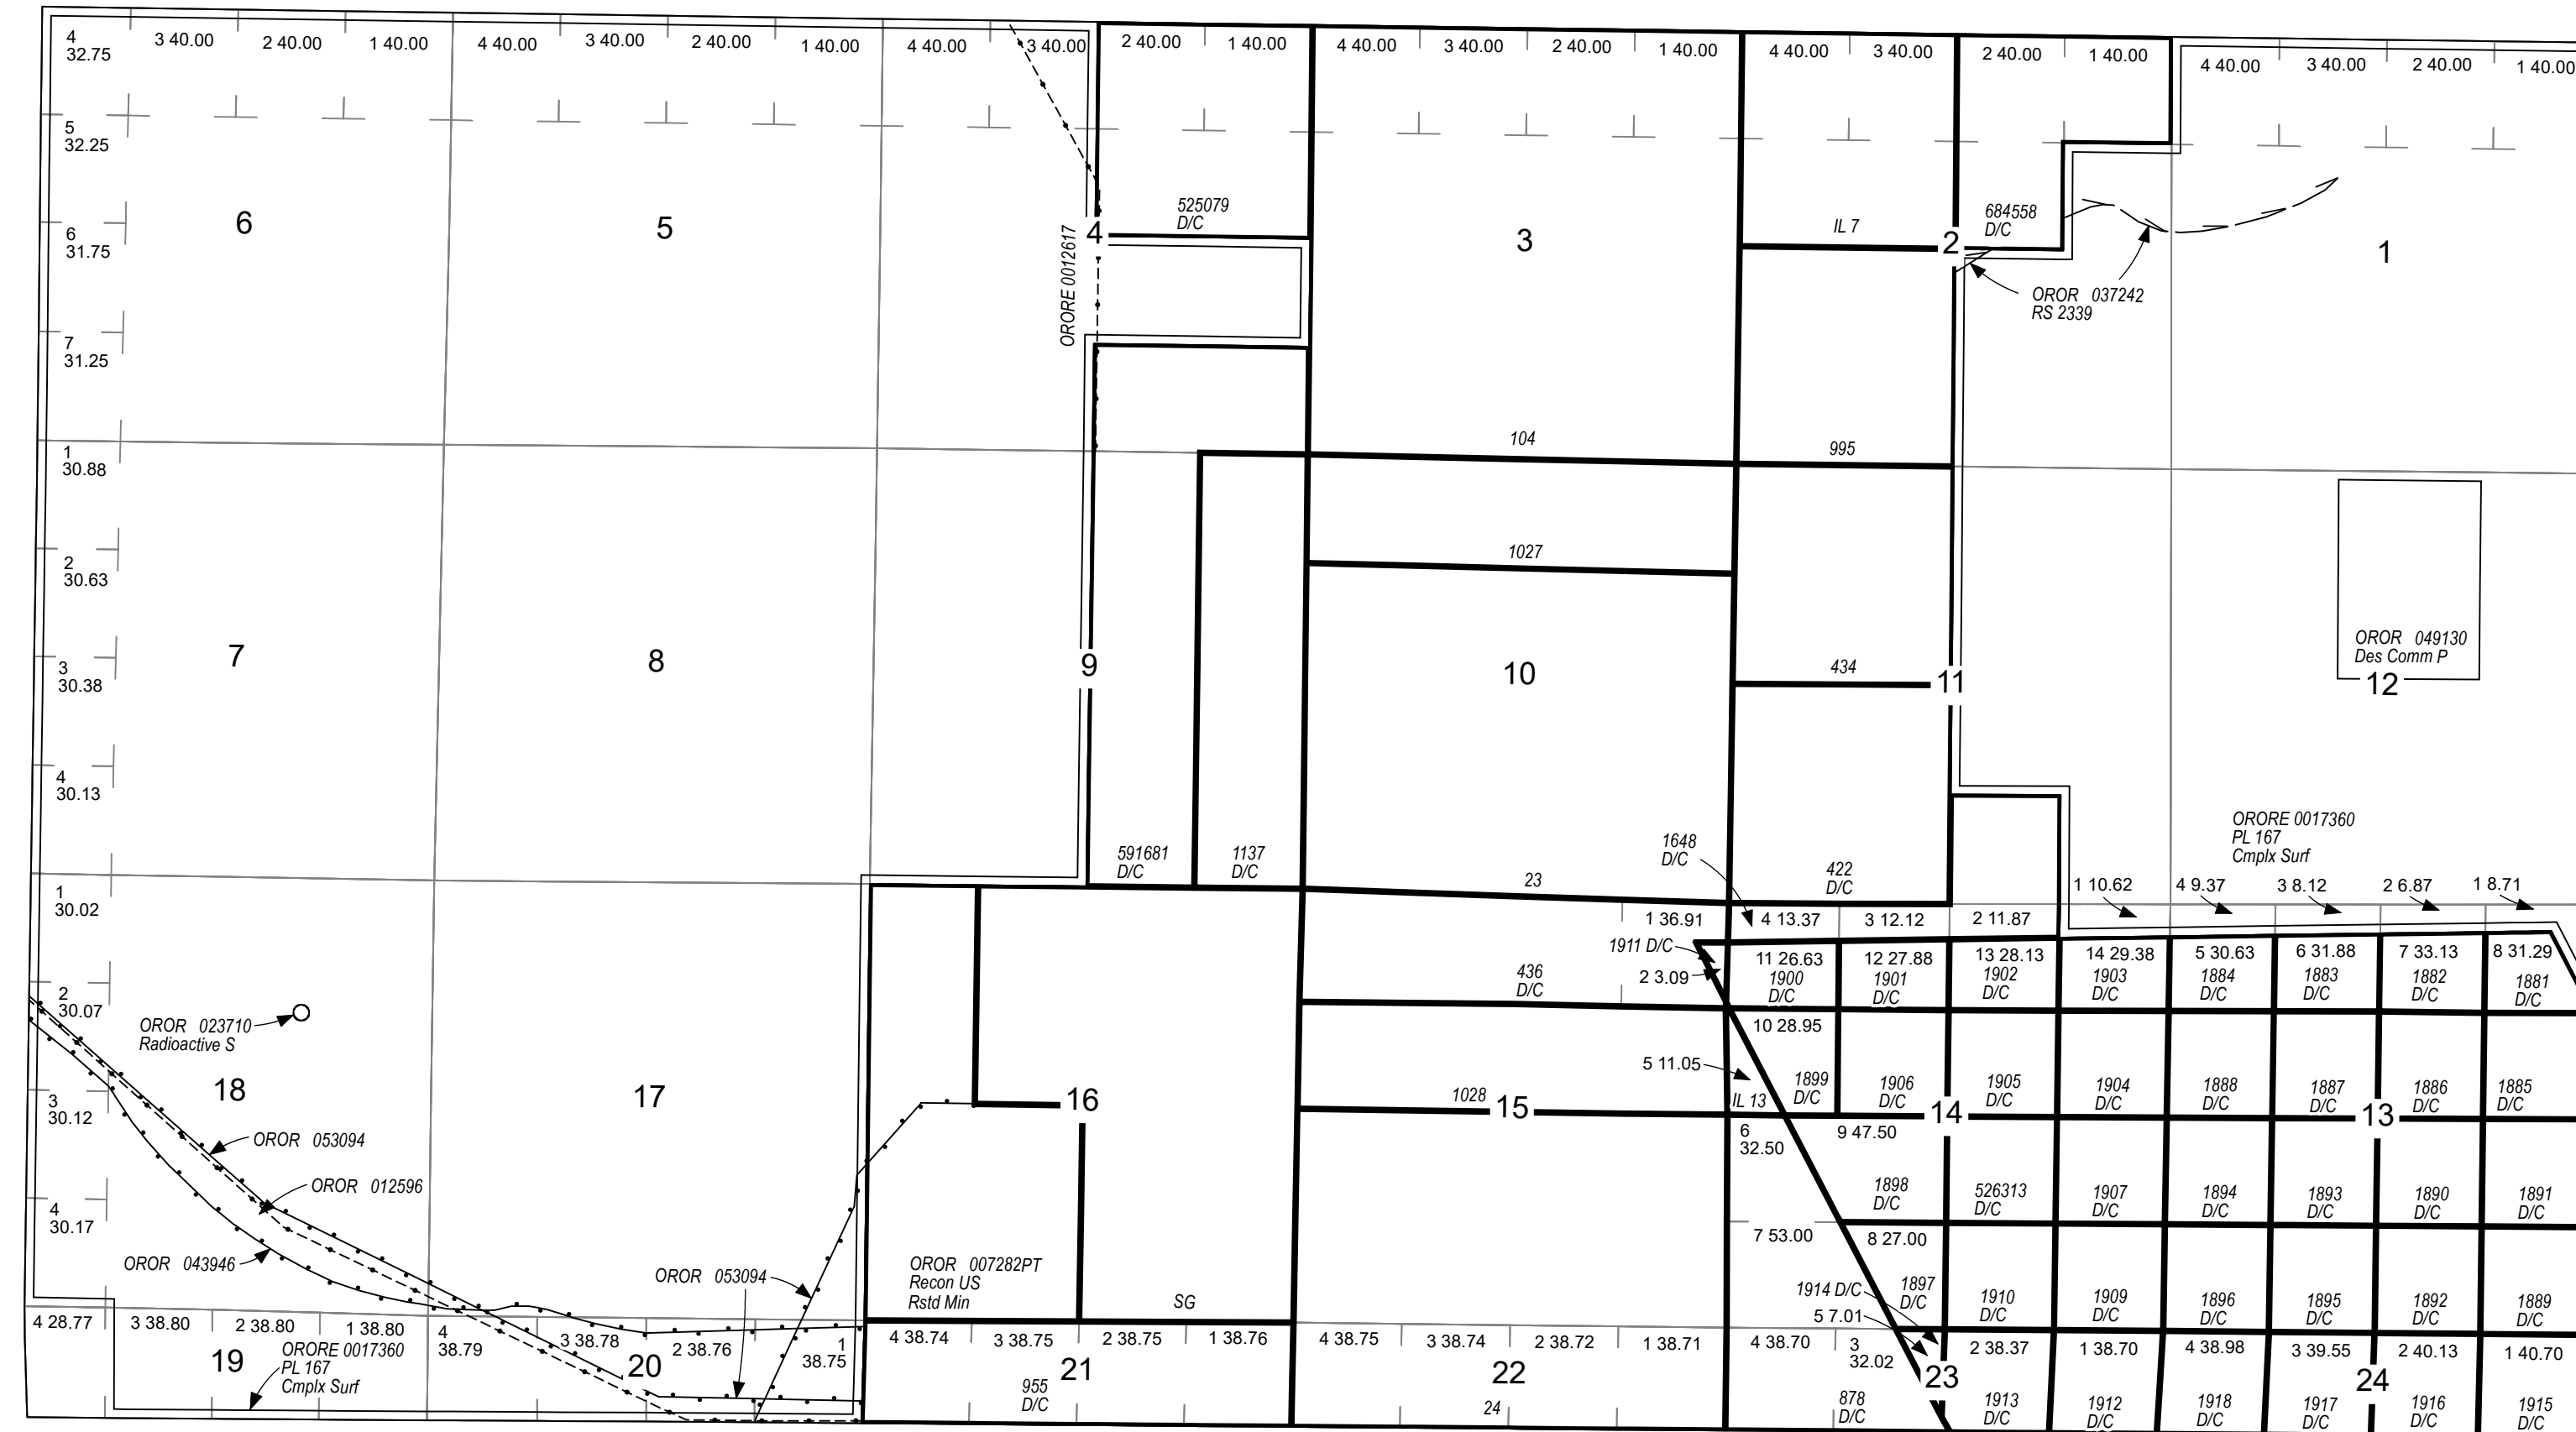 4 32.75
3 40.00
2 40.00
1 40.00
4 40.00
3 40.00
2 40.00
1 40.00
4 40.00
3 40.00
2 40.00
1 40.00
4 40.00
3 40.00
2 40.00
1 40.00
4 40.00
3 40.00
2 40.00
1 40.00
4 40.00
3 40.00
2 40.00
1 40.00
5
32.25
6
31.75
7
31.25
6
5
4
3
2
1
525079
D/C
ORORE 0012617
IL 7
684558
D/C
OROR 037242
RS 2339
104
995
1
30.88
2
30.63
3
30.38
4
30.13
7
8
9
10
11
12
1027
434
OROR 049130
Des Comm P
591681
D/C
1137
D/C
23
1648
D/C
422
D/C
ORORE 0017360
PL 167
Cmplx Surf
1 10.62
4 9.37
3 8.12
2 6.87
1 8.71
1
30.02
2
30.07
3
30.12
4
30.17
1 36.91
4 13.37
3 12.12
2 11.87
1911 D/C
2 3.09
436
D/C
11 26.63
1900
D/C
12 27.88
1901
D/C
13 28.13
1902
D/C
14 29.38
1903
D/C
5 30.63
1884
D/C
6 31.88
1883
D/C
7 33.13
1882
D/C
8 31.29
1881
D/C
OROR 023710
Radioactive S
18
17
16
15
14
13
10 28.95
5 11.05
IL 13
1028
1899
D/C
1906
D/C
1905
D/C
1904
D/C
1888
D/C
1887
D/C
1886
D/C
1885
D/C
6
32.50
9 47.50
OROR 053094
OROR 012596
OROR 043946
OROR 053094
1898
D/C
526313
D/C
1907
D/C
1894
D/C
1893
D/C
1890
D/C
1891
D/C
7 53.00
8 27.00
OROR 007282PT
Recon US
Rstd Min
SG
1914 D/C
5 7.01
1897
D/C
1910
D/C
1909
D/C
1896
D/C
1895
D/C
1892
D/C
1889
D/C
4 28.77
3 38.80
2 38.80
1 38.80
4
38.79
3 38.78
2 38.76
1
38.75
4 38.74
3 38.75
2 38.75
1 38.76
4 38.75
3 38.74
2 38.72
1 38.71
4 38.70
3
32.02
2 38.37
1 38.70
4 38.98
3 39.55
2 40.13
1 40.70
19
ORORE 0017360
PL 167
Cmplx Surf
20
21
22
23
24
955
D/C
24
878
D/C
1913
D/C
1912
D/C
1918
D/C
1917
D/C
1916
D/C
1915
D/C